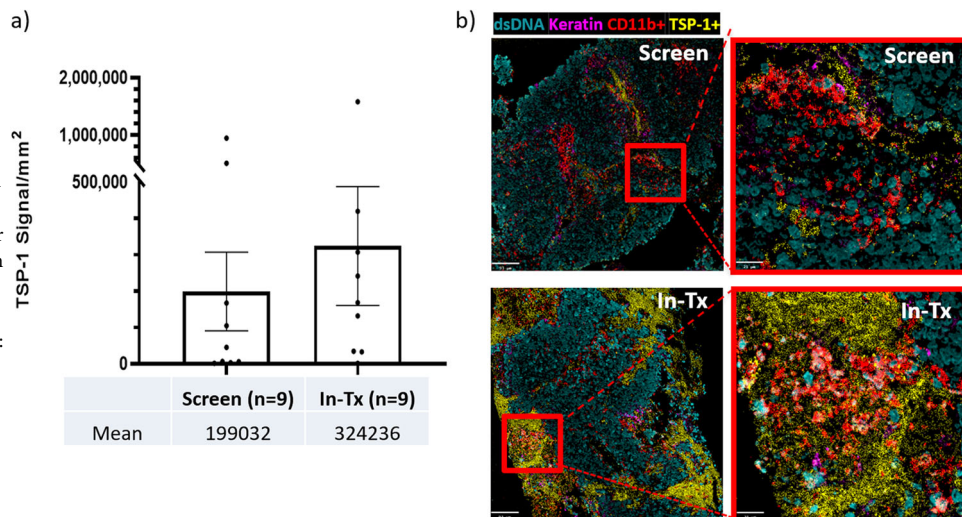 a)
b)
TSP-1 Signal/mm²
2,000,000
1,000,000
500,000
0
Screen (n=9) In-Tx (n=9)
Mean 199032 324236
dsDNA Keratin CD11b+ TSP-1+
Screen
Screen
In-Tx
In-Tx